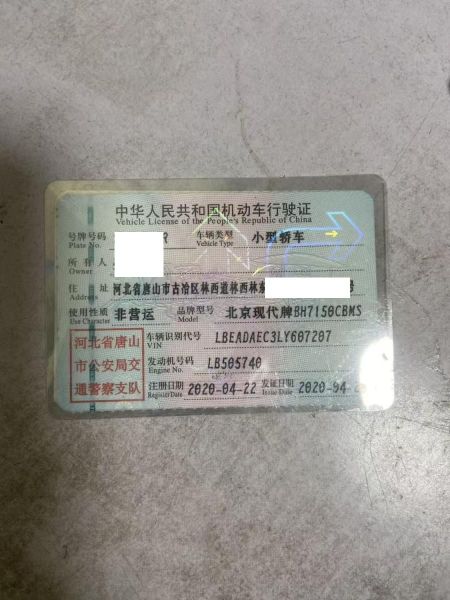 中华人民共和国机动车行驶证
Vehicle License of the People's Republic of China
号牌号码 R 车辆类型 小型轿车
Plate No. Vehicle Type
所有人
Owner
住址 河北省唐山市古冶区林西道林西林东 号
Address
使用性质 非营运 品牌型号 北京现代牌BH7150CBMS
Use Character Model
河北省唐山市公安局交通警察支队
车辆识别代号 LBEADAEC3LY607207
VIN
发动机号码 LB505740
Engine No.
注册日期 2020-04-22 发证日期 2020-04-2
Register Date Issue Date